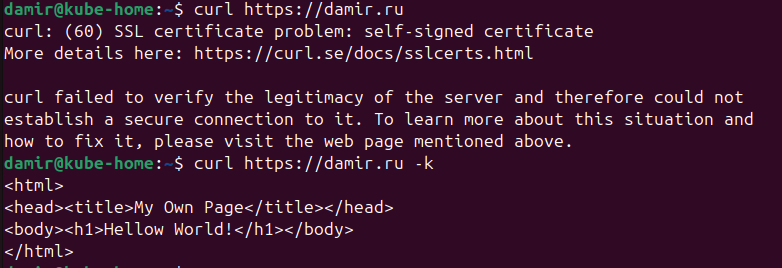 damir@kube-home:~$ curl https://damir.ru
curl: (60) SSL certificate problem: self-signed certificate
More details here: https://curl.se/docs/sslcerts.html
curl failed to verify the legitimacy of the server and therefore could not
establish a secure connection to it. To learn more about this situation and
how to fix it, please visit the web page mentioned above.
damir@kube-home:~$ curl https://damir.ru -k
<html>
<head><title>My Own Page</title></head>
<body><h1>Hellow World!</h1></body>
</html>